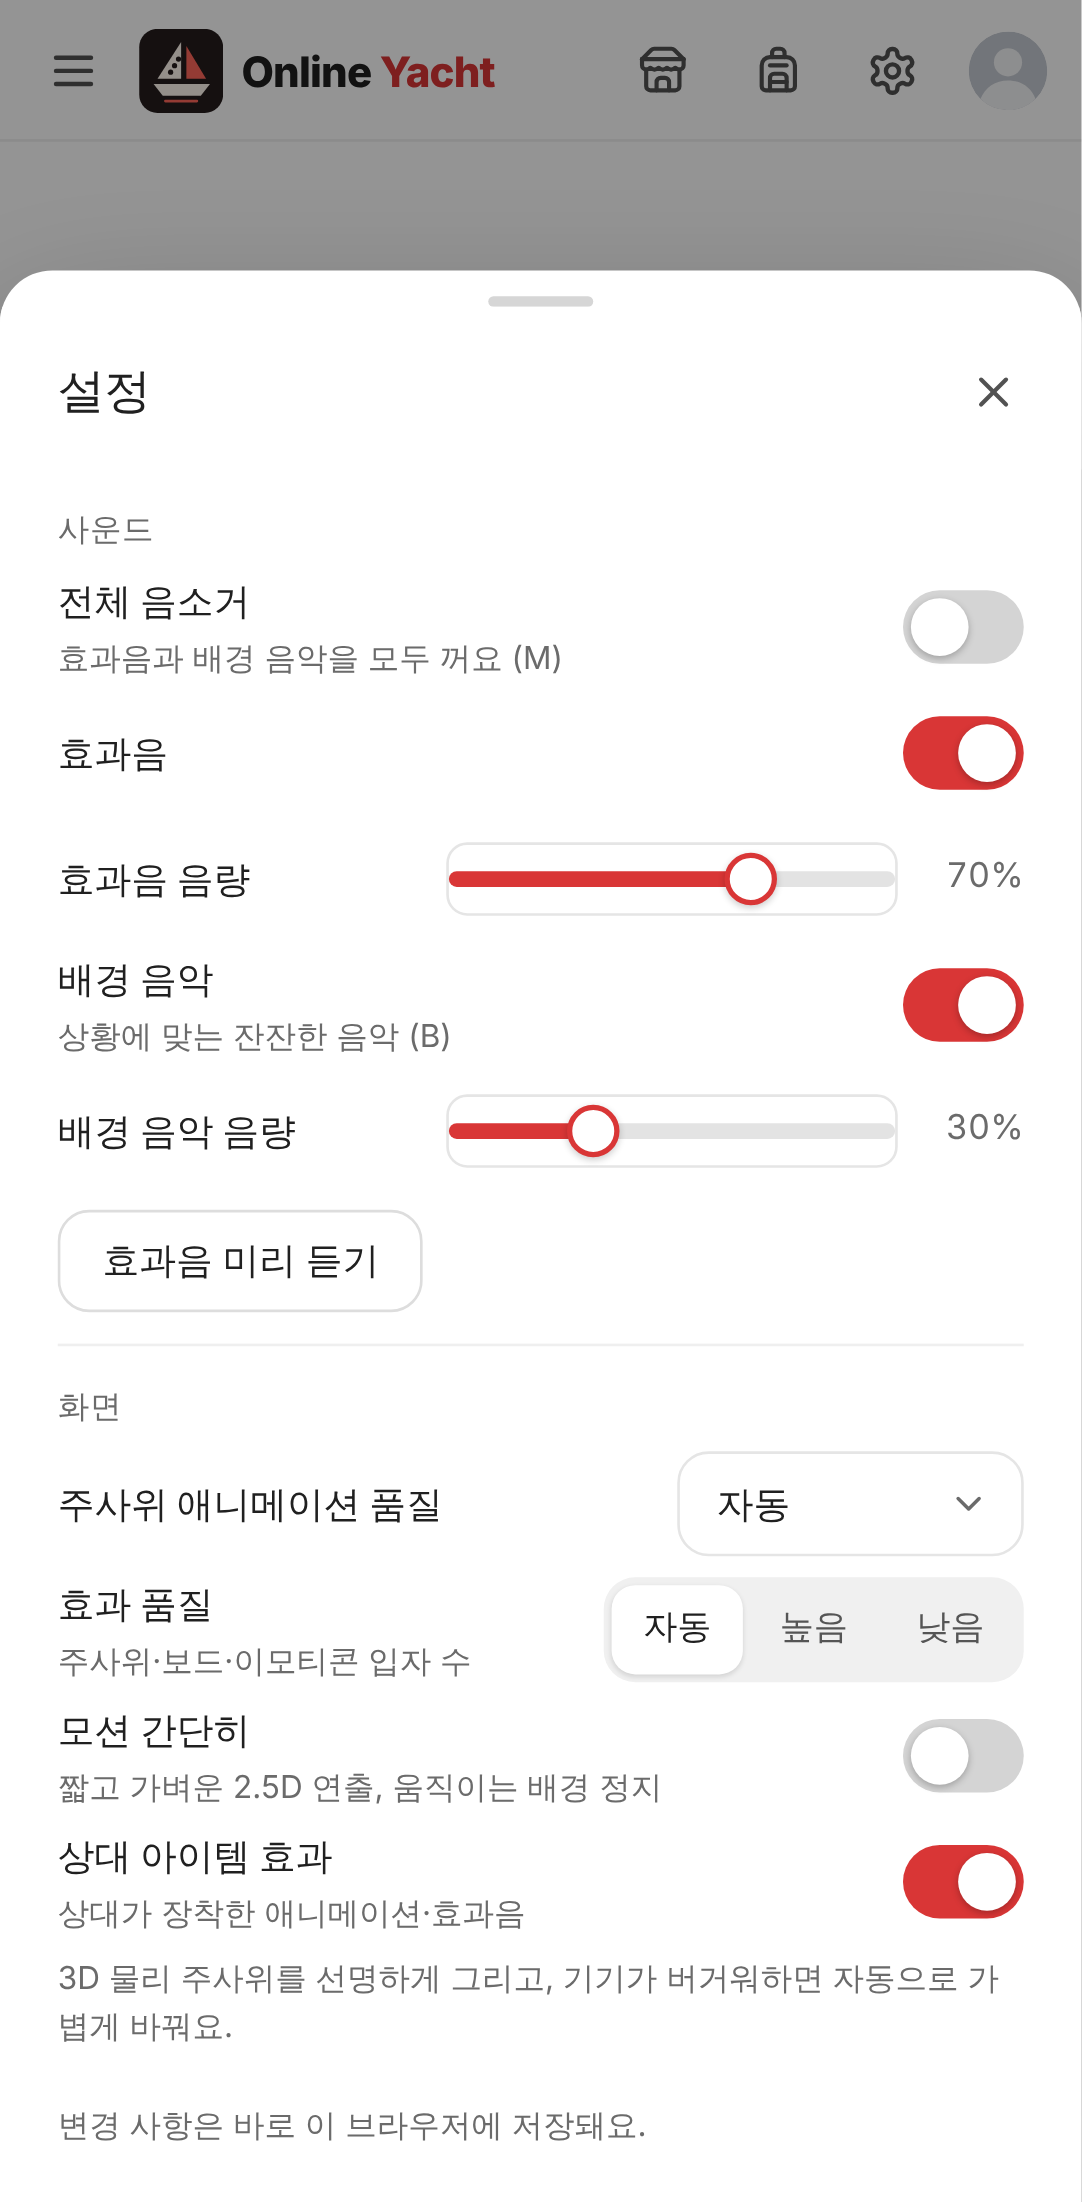 Online Yacht
설정
사운드
전체 음소거
효과음과 배경 음악을 모두 꺼요 (M)
효과음
효과음 음량
70%
배경 음악
상황에 맞는 잔잔한 음악 (B)
배경 음악 음량
30%
효과음 미리 듣기
화면
주사위 애니메이션 품질
자동
효과 품질
주사위·보드·이모티콘 입자 수
자동 높음 낮음
모션 간단히
짧고 가벼운 2.5D 연출, 움직이는 배경 정지
상대 아이템 효과
상대가 장착한 애니메이션·효과음
3D 물리 주사위를 선명하게 그리고, 기기가 버거워하면 자동으로 가
볍게 바꿔요.
변경 사항은 바로 이 브라우저에 저장돼요.